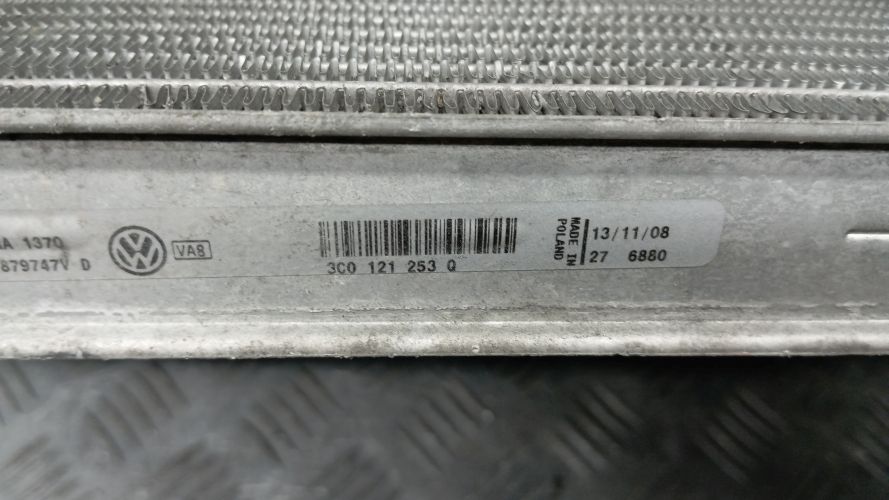 A 1370
879747V D
VW
VA8
3C0 121 253 Q
MADE IN
POLAND
13/11/08
27 6880